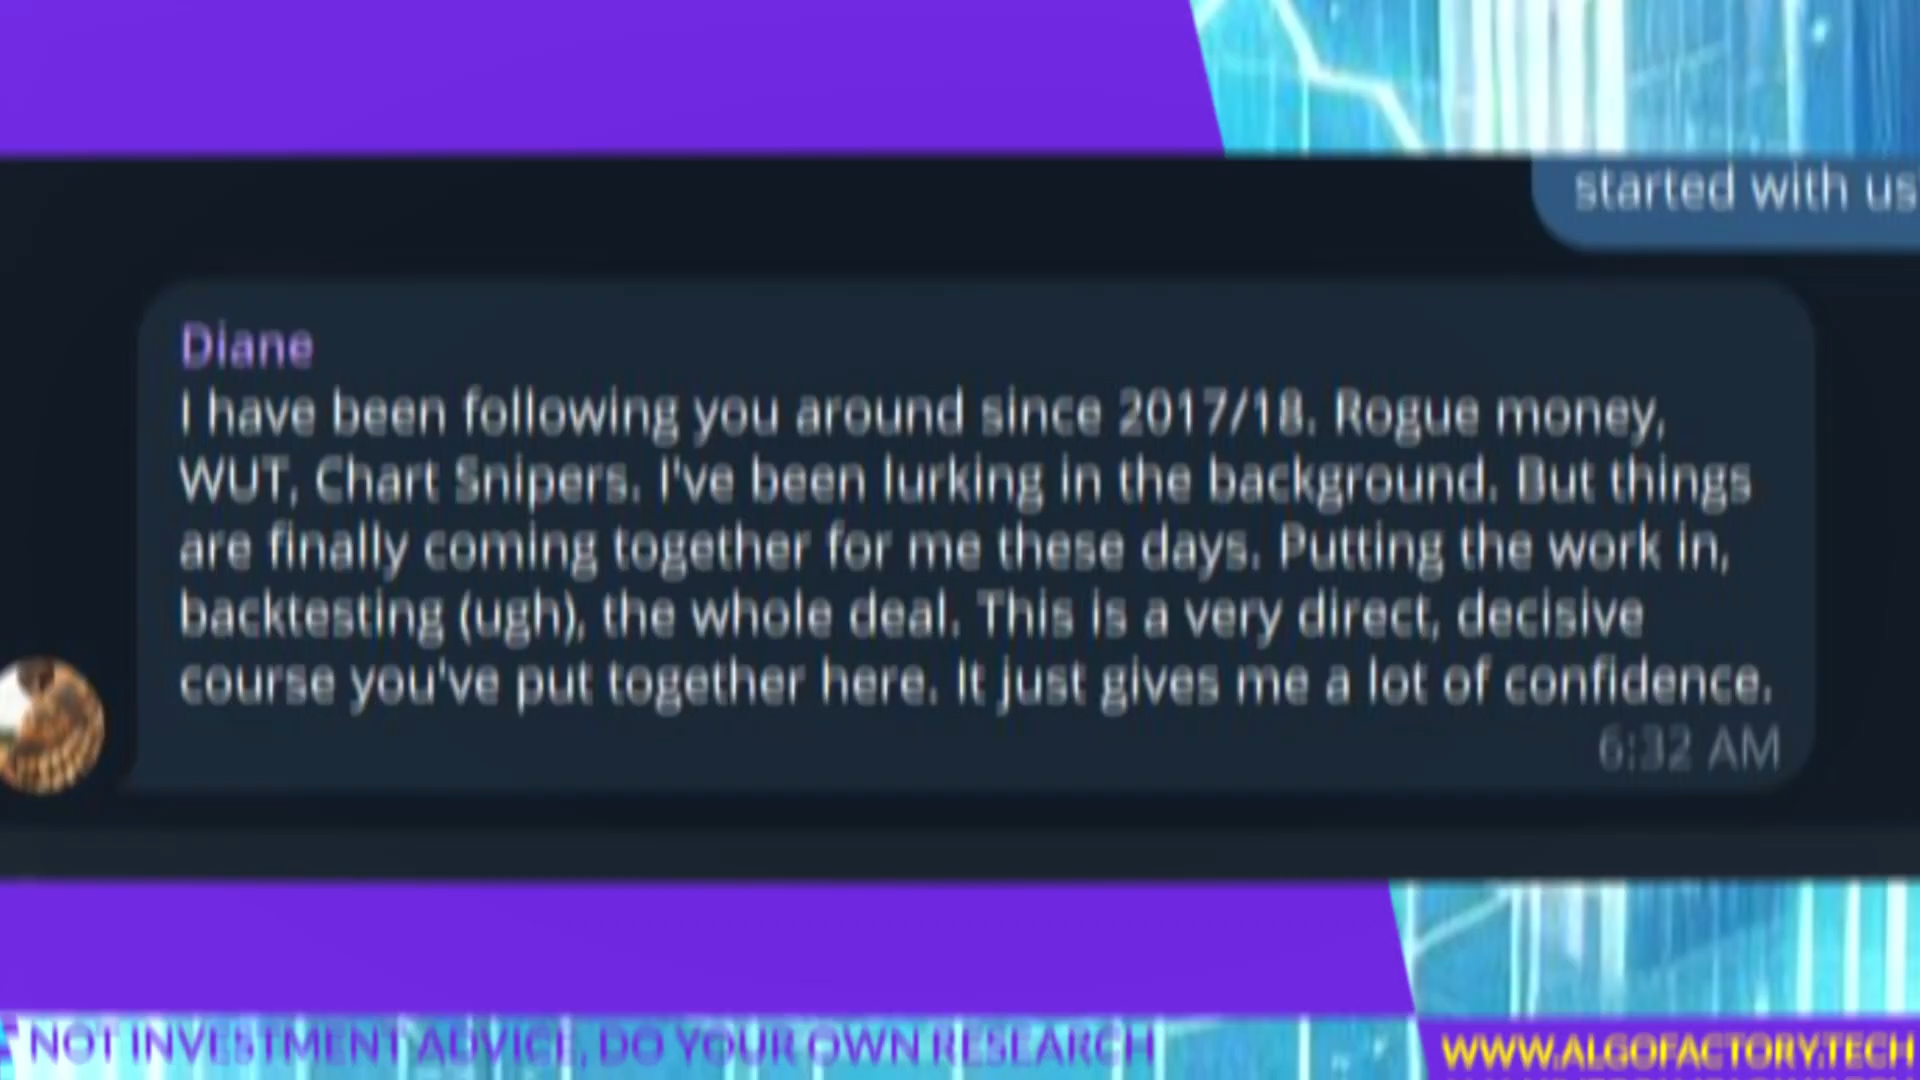 started with us
Diane
I have been following you around since 2017/18. Rogue money,
WUT, Chart Snipers. I've been lurking in the background. But things
are finally coming together for me these days. Putting the work in,
backtesting (ugh), the whole deal. This is a very direct, decisive
course you've put together here. It just gives me a lot of confidence.
6:32 AM
NOT INVESTMENT ADVICE, DO YOUR OWN RESEARCH
WWW.ALGOFACTORY.TECH